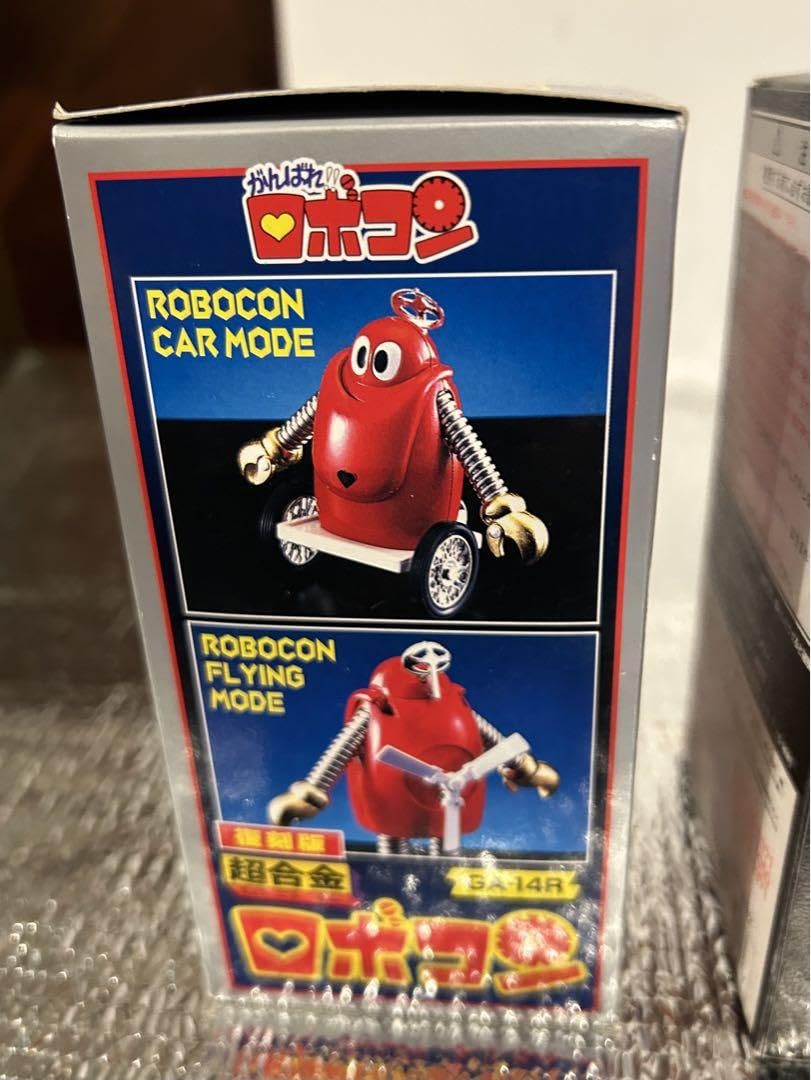 がんばれ!!
ロボコン
ROBOCON
CAR MODE
ROBOCON
FLYING
MODE
復刻版
超合金
GA-14R
ロボコン